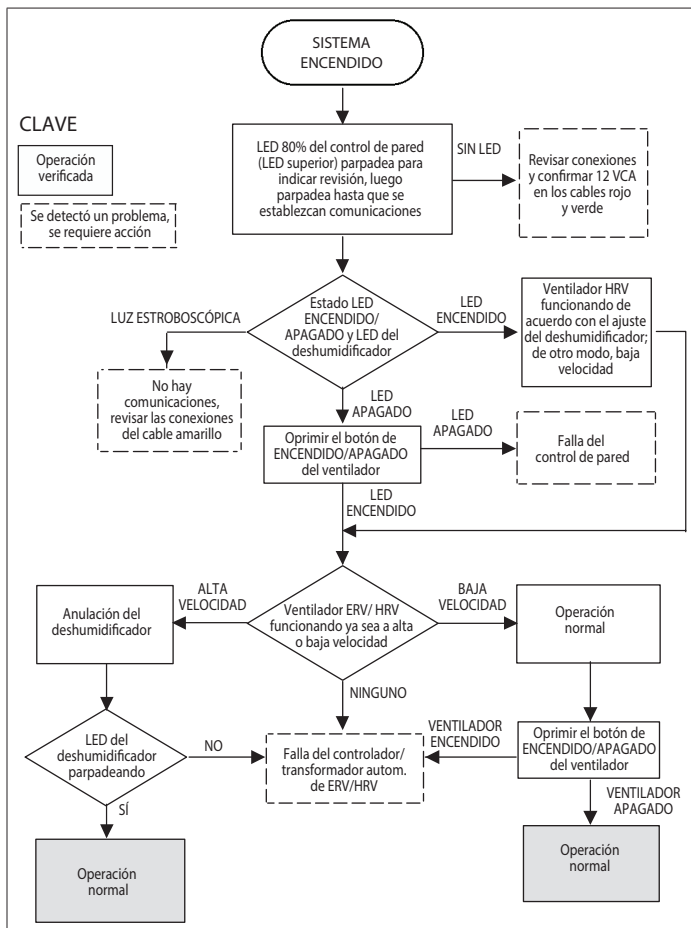 SISTEMA
ENCENDIDO
CLAVE
Operación
verificada
Se detectó un problema,
se requiere acción
LED 80% del control de pared
(LED superior) parpadea para
indicar revisión, luego
parpadea hasta que se
establezcan comunicaciones
SIN LED
Revisar conexiones
y confirmar 12 VCA
en los cables rojo
y verde
Estado LED
ENCENDIDO/
APAGADO y LED del
deshumidificador
LUZ ESTROBOSCÓPICA
No hay
comunicaciones,
revisar las conexiones
del cable amarillo
LED
ENCENDIDO
Ventilador HRV
funcionando de
acuerdo con el ajuste
del deshumidificador;
de otro modo, baja
velocidad
LED
APAGADO
Oprimir el botón de
ENCENDIDO/APAGADO
del ventilador
LED
APAGADO
Falla del
control de pared
LED
ENCENDIDO
Ventilador ERV/ HRV
funcionando ya sea a alta
o baja velocidad
ALTA
VELOCIDAD
Anulación del
deshumidificador
BAJA
VELOCIDAD
Operación
normal
NINGUNO
LED del
deshumidificador
parpadeando
NO
Falla del controlador/
transformador autom.
de ERV/HRV
VENTILADOR
ENCENDIDO
Oprimir el botón de
ENCENDIDO/APAGADO
del ventilador
SÍ
Operación
normal
VENTILADOR
APAGADO
Operación
normal